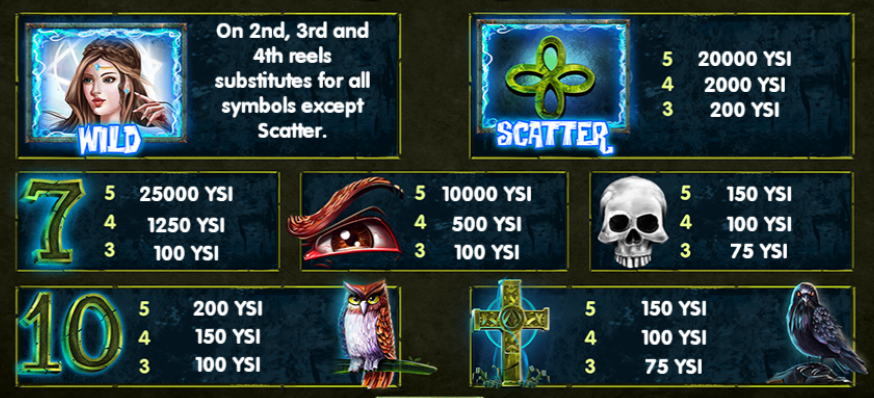 On 2nd, 3rd and
4th reels
substitutes for all
symbols except
Scatter.
WILD
5 20000 YSI
4 2000 YSI
3 200 YSI
SCATTER
7
5 25000 YSI
4 1250 YSI
3 100 YSI
5 10000 YSI
4 500 YSI
3 100 YSI
5 150 YSI
4 100 YSI
3 75 YSI
10
5 200 YSI
4 150 YSI
3 100 YSI
5 150 YSI
4 100 YSI
3 75 YSI